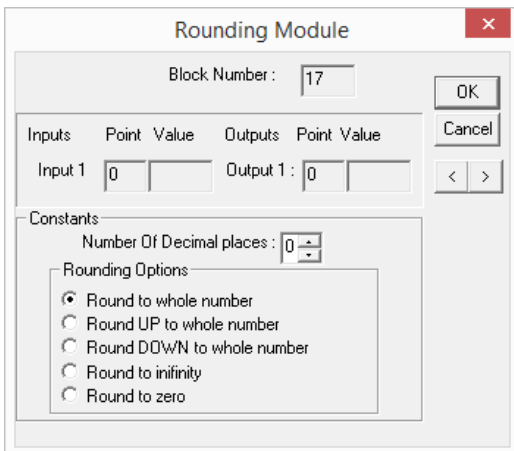 Rounding Module
Block Number : 17
OK
Inputs Point Value Outputs Point Value
Cancel
Input 1 0 Output 1 : 0
< >
Constants
Number Of Decimal places : 0
Rounding Options
Round to whole number
Round UP to whole number
Round DOWN to whole number
Round to inifinity
Round to zero